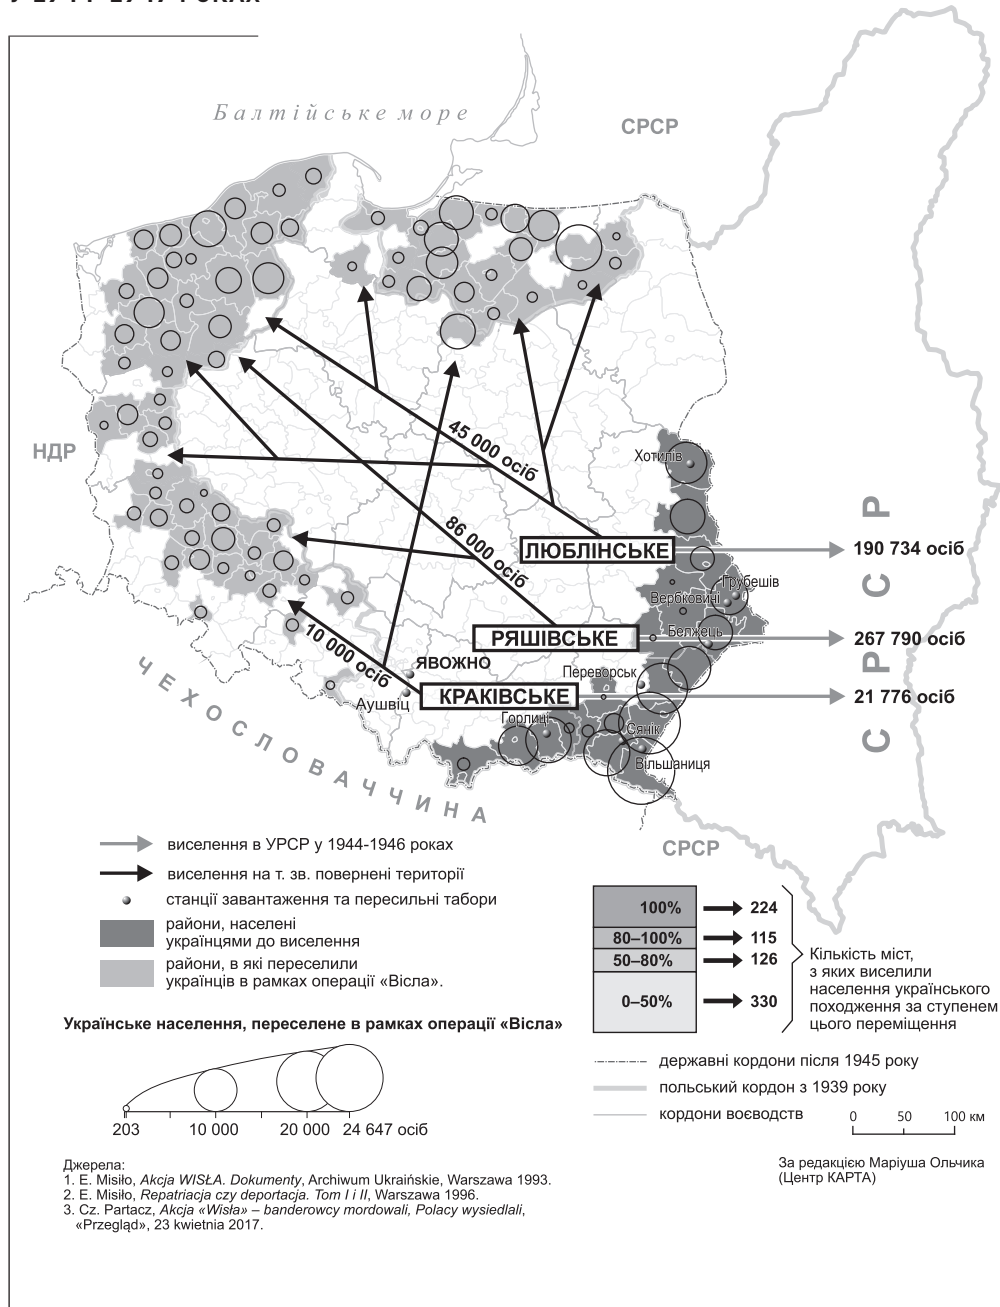 Балтійське море
СРСР
НДР
Хотилів
45 000 осіб
86 000 осіб
ЛЮБЛІНСЬКЕ
190 734 осіб
Грубешів
Вербковичі
Белжець
РЯШІВСЬКЕ
267 790 осіб
10 000 осіб
ЯВОЖНО
Переворськ
Аушвіц
КРАКІВСЬКЕ
21 776 осіб
СРСР
Горлиці
Сянік
Вільшаниця
ЧЕХОСЛОВАЧЧИНА
СРСР
виселення в УРСР у 1944-1946 роках
виселення на т. зв. повернені території
станції завантаження та пересильні табори
райони, населені
українцями до виселення
райони, в які переселили
українців в рамках операції «Вісла».
100% 224
80–100% 115
50–80% 126
0–50% 330
Кількість міст,
з яких виселили
населення українського
походження за ступенем
цього переміщення
Українське населення, переселене в рамках операції «Вісла»
203 10 000 20 000 24 647 осіб
державні кордони після 1945 року
польський кордон з 1939 року
кордони воєводств
0 50 100 км
Джерела:
1. E. Misiło, Akcja WISŁA. Dokumenty, Archiwum Ukraińskie, Warszawa 1993.
2. E. Misiło, Repatriacja czy deportacja. Tom I i II, Warszawa 1996.
3. Cz. Partacz, Akcja «Wisła» – banderowcy mordowali, Polacy wysiedlali,
«Przegląd», 23 kwietnia 2017.
За редакцією Маріуша Ольчика
(Центр КАРТА)